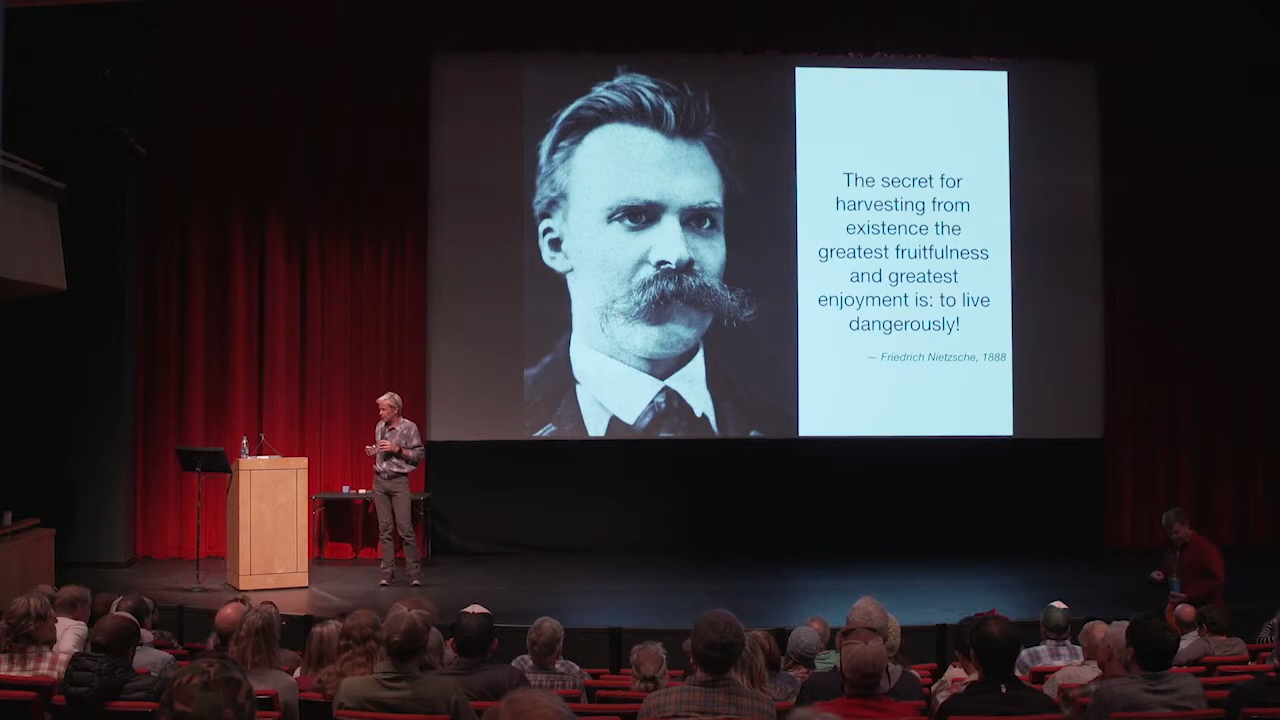 The secret for
harvesting from
existence the
greatest fruitfulness
and greatest
enjoyment is: to live
dangerously!
— Friedrich Nietzsche, 1888